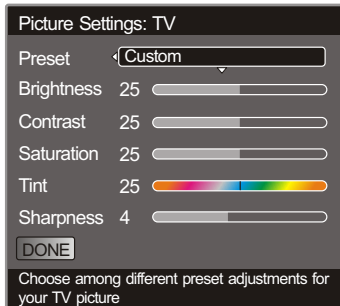 Picture Settings: TV
Preset Custom
Brightness 25
Contrast 25
Saturation 25
Tint 25
Sharpness 4
DONE
Choose among different preset adjustments for
your TV picture